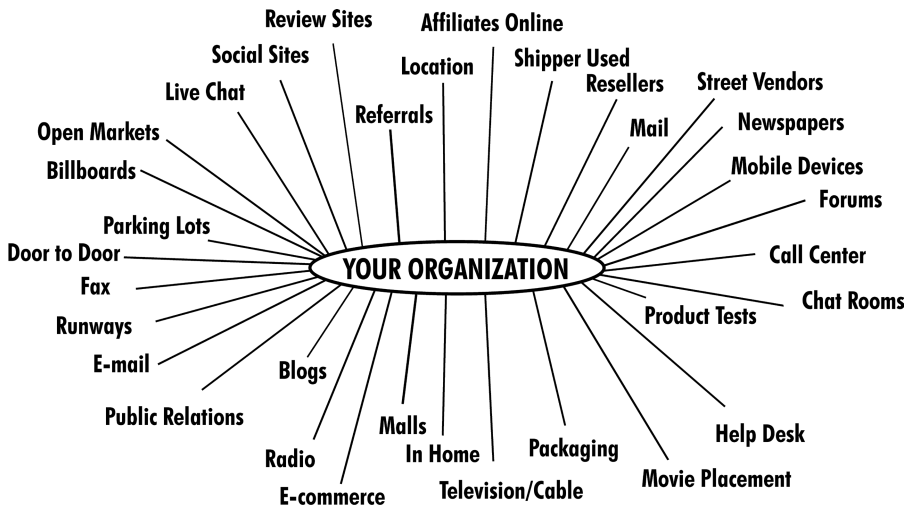 Review Sites
Affiliates Online
Social Sites
Location
Shipper Used
Live Chat
Resellers
Street Vendors
Referrals
Mail
Newspapers
Open Markets
Billboards
Mobile Devices
Forums
Parking Lots
Door to Door
YOUR ORGANIZATION
Call Center
Fax
Chat Rooms
Runways
Product Tests
E-mail
Blogs
Public Relations
Malls
Help Desk
Radio
In Home
Packaging
E-commerce
Television/Cable
Movie Placement